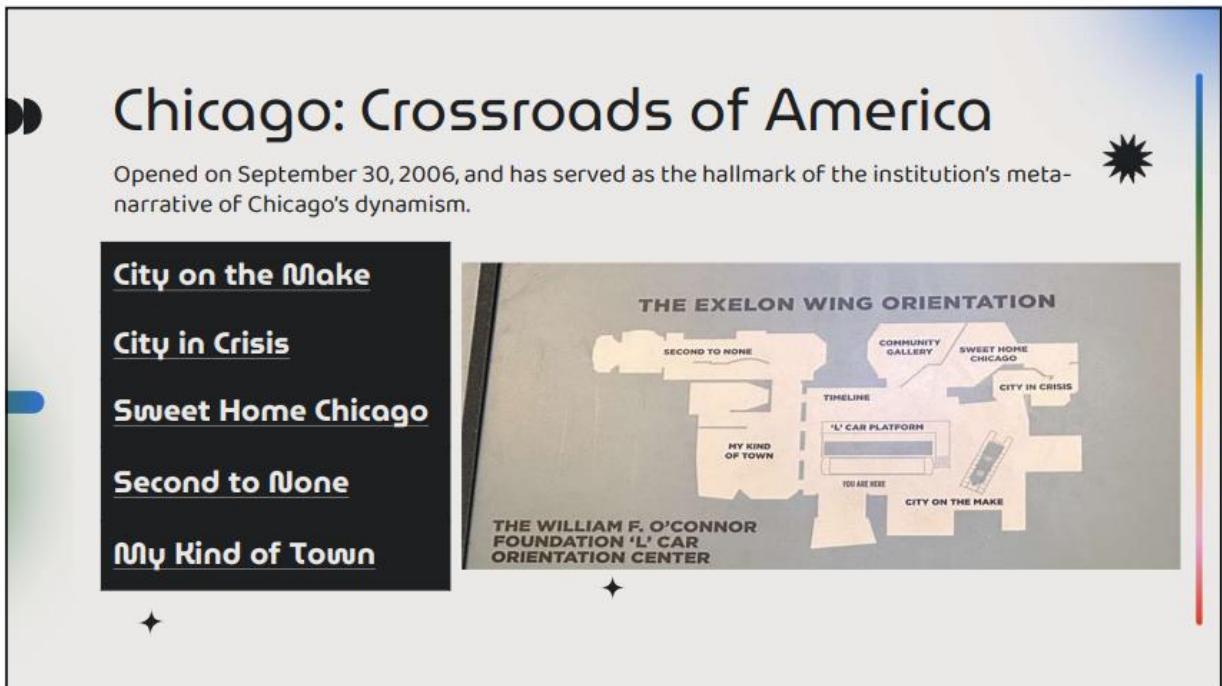 Chicago: Crossroads of America
Opened on September 30, 2006, and has served as the hallmark of the institution's meta-
narrative of Chicago's dynamism.
City on the Make
City in Crisis
Sweet Home Chicago
Second to None
My Kind of Town
THE EXELON WING ORIENTATION
SECOND TO NONE
COMMUNITY
GALLERY
SWEET HOME
CHICAGO
CITY IN CRISIS
TIMELINE
'L' CAR PLATFORM
MY KIND
OF TOWN
YOU ARE HERE
CITY ON THE MAKE
THE WILLIAM F. O'CONNOR
FOUNDATION 'L' CAR
ORIENTATION CENTER